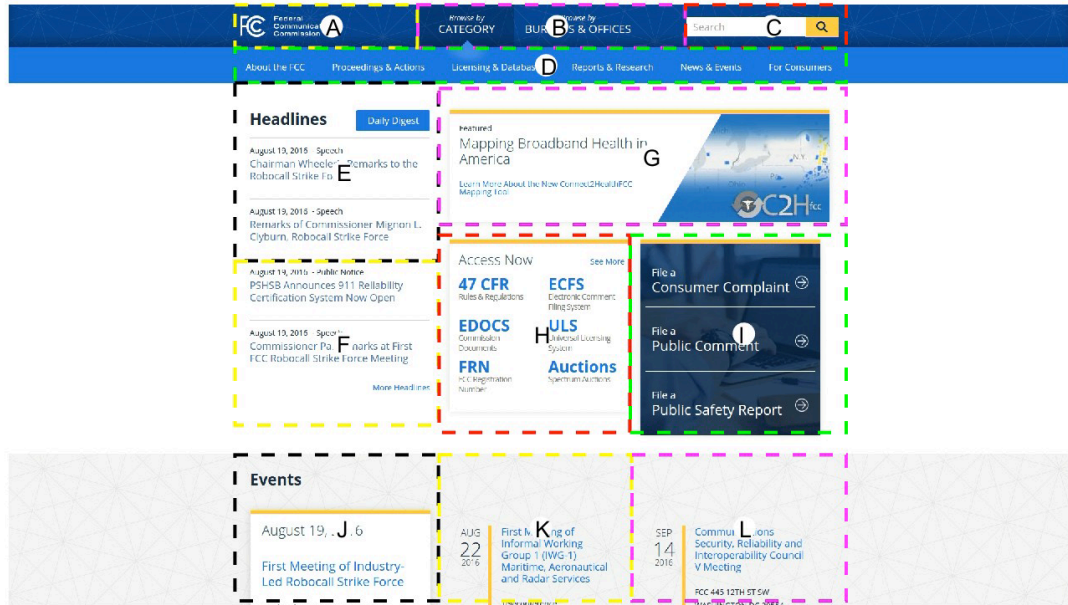 FCC Federal
Communicat
Commission
A
Browse by
CATEGORY
Browse by
& OFFICES
B
Search
C
About the FCC Proceedings & Actions Licensing & Databas D Reports & Research News & Events For Consumers
Headlines
Daily Digest
August 19, 2016 - Speech
Chairman Wheeler's Remarks to the
Robocall Strike Fo
E
August 19, 2016 - Speech
Remarks of Commissioner Mignon L.
Clyburn, Robocall Strike Force
August 19, 2016 - Public Notice
PSHSB Announces 911 Reliability
Certification System Now Open
August 19, 2016 - Speech
Commissioner Pa marks at First
F
FCC Robocall Strike Force Meeting
More Headlines
Featured
Mapping Broadband Health in
America
G
Learn More About the New Connect2HealthFCC
Mapping Tool
N.Y.
C2Hfcc
Access Now
See More
47 CFR
Rules & Regulations
ECFS
Electronic Comment
Filing System
EDOCS
Commission
Documents
H
ULS
Universal Licensing
System
FRN
FCC Registration
Number
Auctions
Spectrum Auctions
File a
Consumer Complaint
File a
Public Comment
I
File a
Public Safety Report
Events
August 19, J 6
First Meeting of Industry-
Led Robocall Strike Force
AUG
22
2016
First M K ng of
Informal Working
Group 1 (IWG-1)
Maritime, Aeronautical
and Radar Services
SEP
14
2016
Commu L ions
Security, Reliability and
Interoperability Council
V Meeting
FCC 445 12TH ST SW